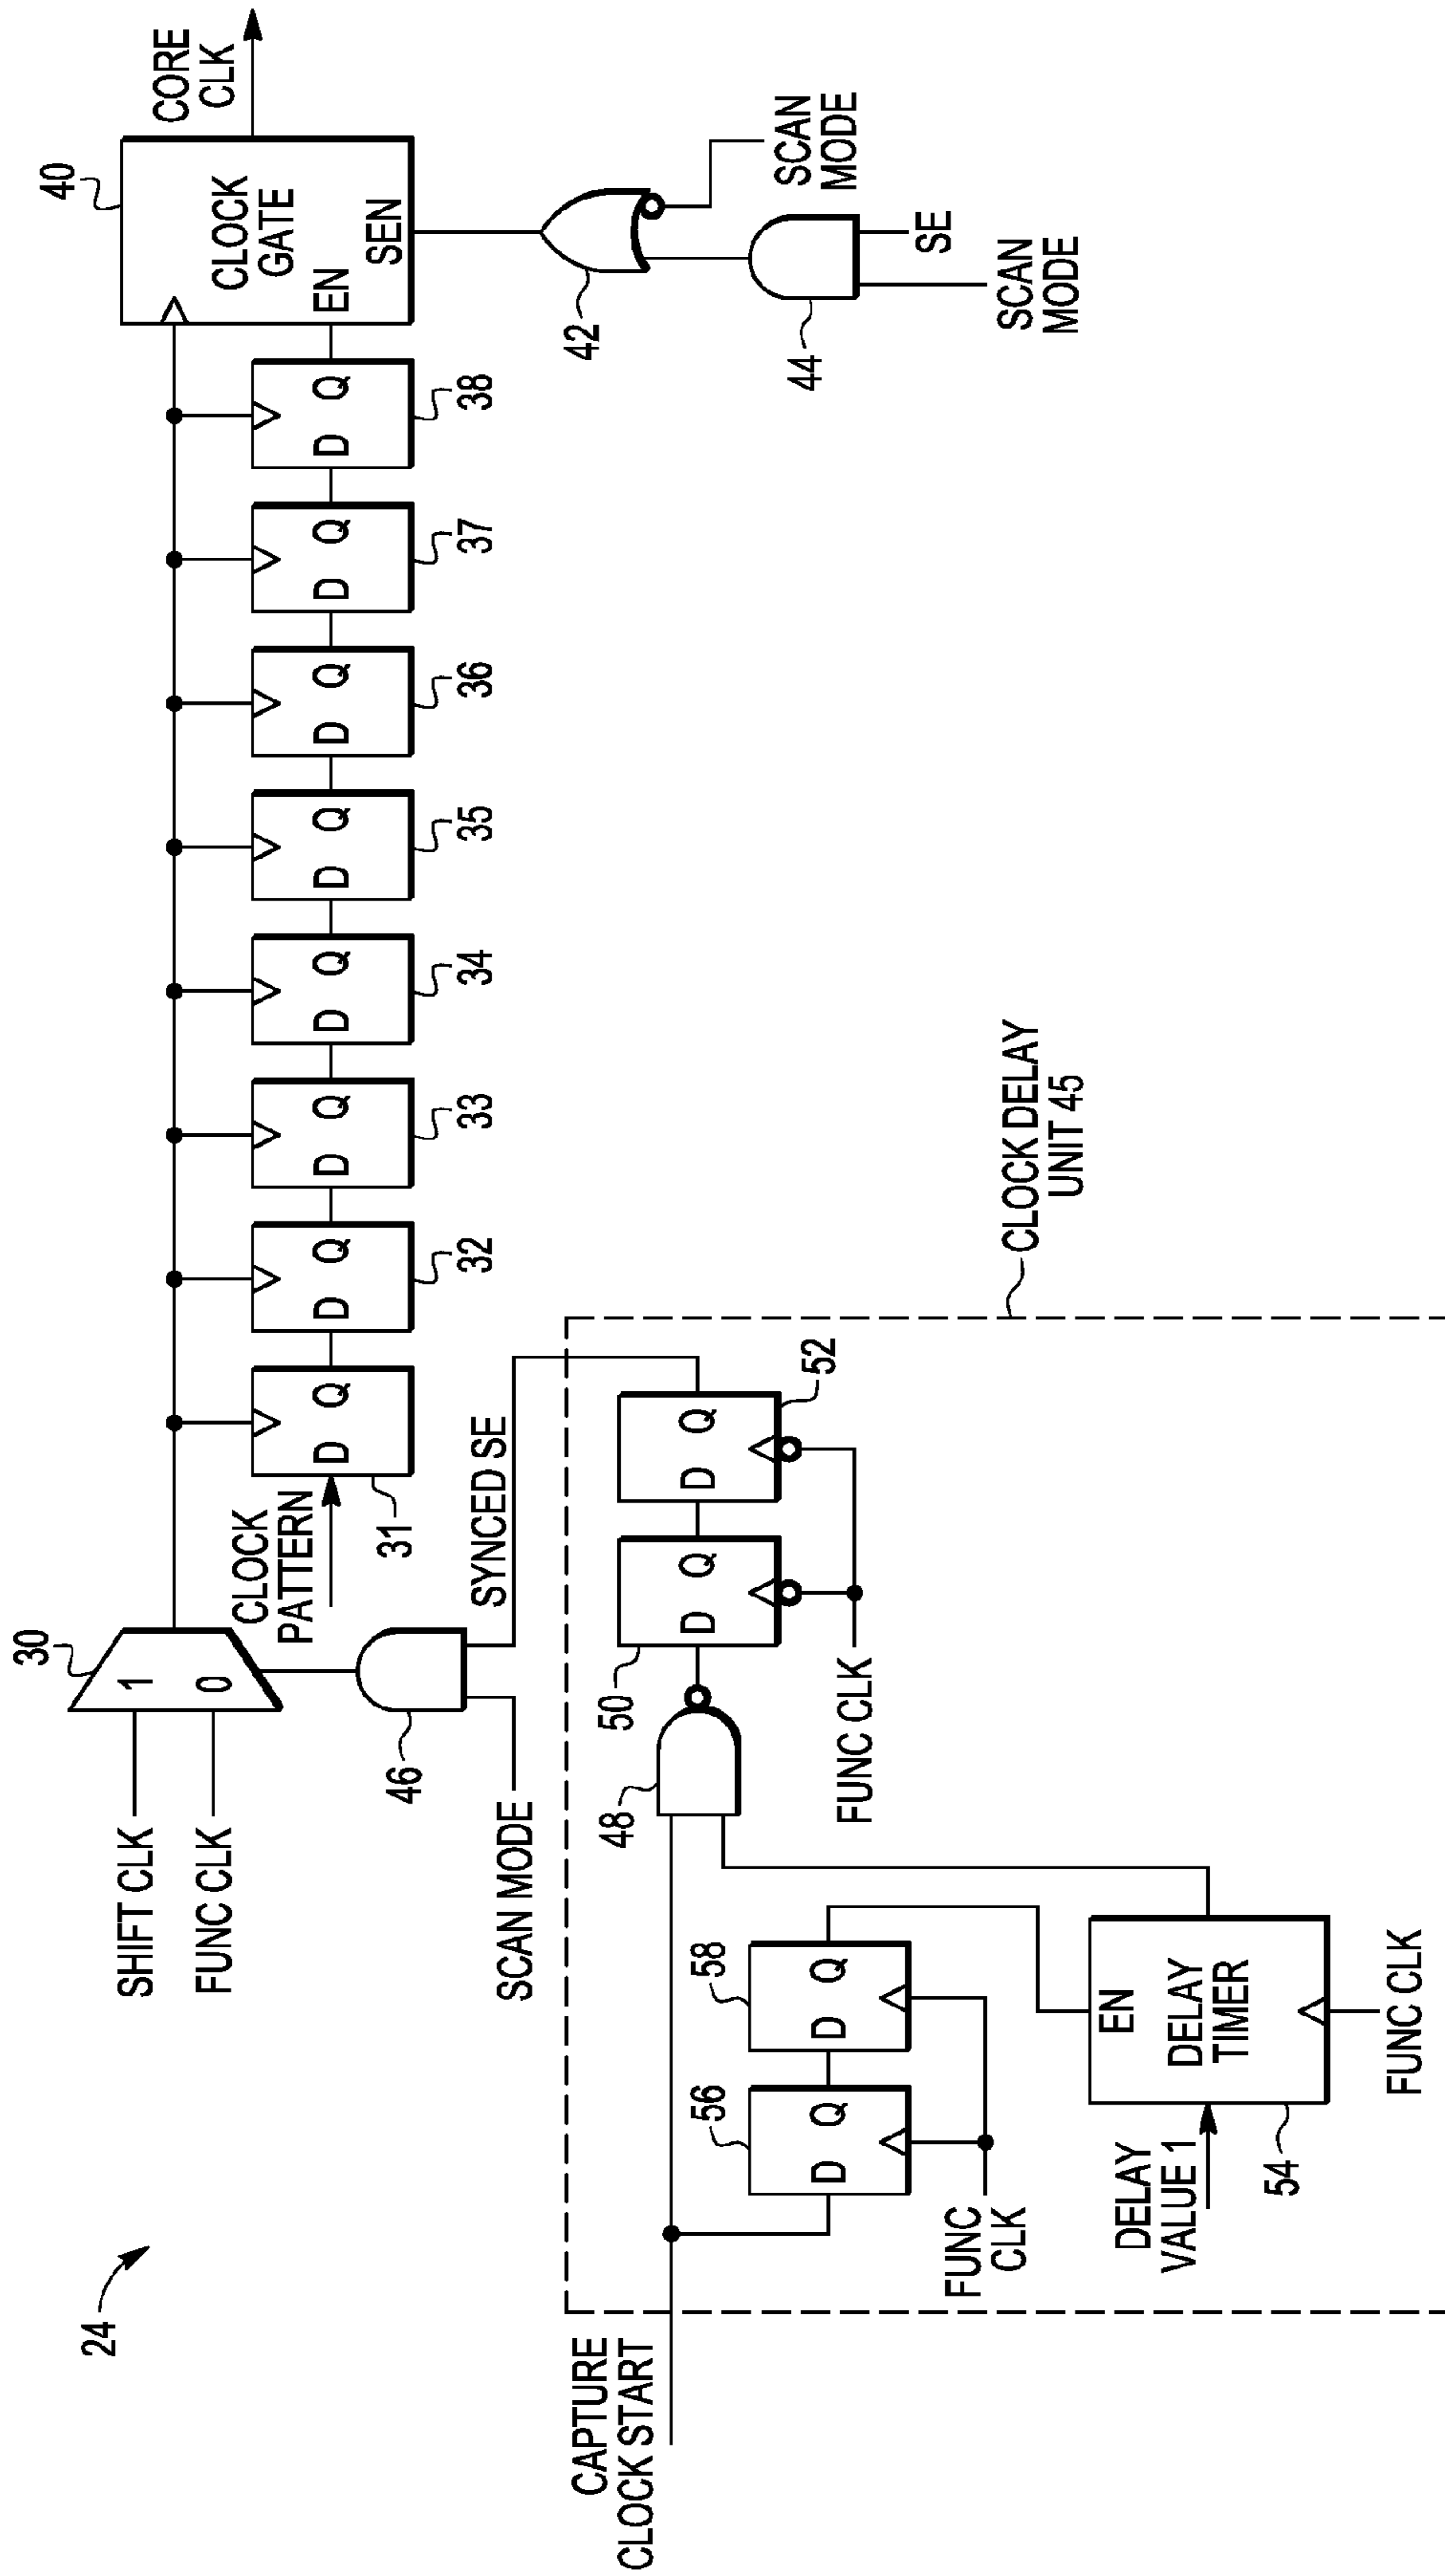 24
SHIFT CLK
FUNC CLK
30
1
0
46
SCAN MODE
SYNCED SE
CLOCK
PATTERN
D Q
31
D Q
32
D Q
33
D Q
34
D Q
35
D Q
36
D Q
37
D Q
38
40
CLOCK
GATE
EN
SEN
CORE
CLK
42
SCAN
MODE
44
SE
SCAN
MODE
CAPTURE
CLOCK START
48
50
D Q
D Q
52
FUNC CLK
56
D Q
58
D Q
FUNC
CLK
EN
DELAY
TIMER
DELAY
VALUE 1
54
FUNC CLK
CLOCK DELAY
UNIT 45